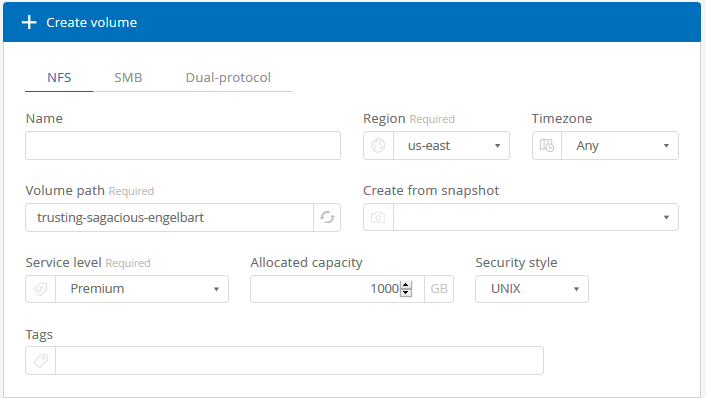 Create volume
NFS SMB Dual-protocol
Name Region Required Timezone
us-east Any
Volume path Required Create from snapshot
trusting-sagacious-engelbart
Service level Required Allocated capacity Security style
Premium 1000 GB UNIX
Tags